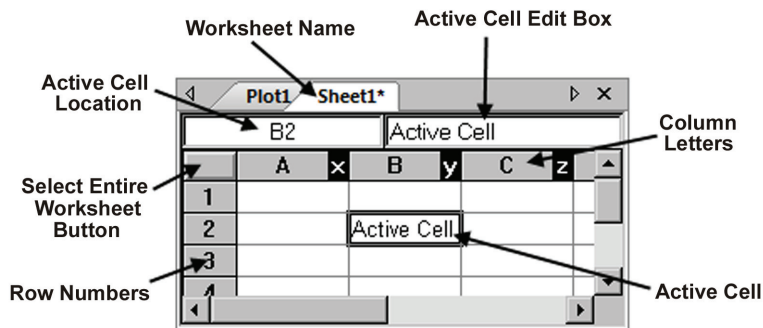 Worksheet Name
Active Cell Edit Box
Active Cell
Location
Plot1 Sheet1*
B2 Active Cell
Column
Letters
A x B y C z
Select Entire
Worksheet
Button
1
2 Active Cell
3
Row Numbers
4
Active Cell